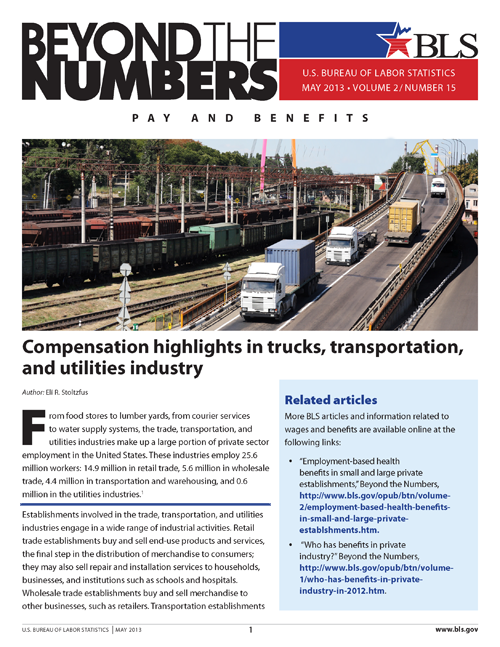 BEYOND THE
NUMBERS
BLS
U.S. BUREAU OF LABOR STATISTICS
MAY 2013 • VOLUME 2/ NUMBER 15
PAY AND BENEFITS
Compensation highlights in trucks, transportation,
and utilities industry
Author: Eli R. Stoltzfus
From food stores to lumber yards, from courier services
to water supply systems, the trade, transportation, and
utilities industries make up a large portion of private sector
employment in the United States. These industries employ 25.6
million workers: 14.9 million in retail trade, 5.6 million in wholesale
trade, 4.4 million in transportation and warehousing, and 0.6
million in the utilities industries.1
Establishments involved in the trade, transportation, and utilities
industries engage in a wide range of industrial activities. Retail
trade establishments buy and sell end-use products and services,
the final step in the distribution of merchandise to consumers;
they may also sell repair and installation services to households,
businesses, and institutions such as schools and hospitals.
Wholesale trade establishments buy and sell merchandise to
other businesses, such as retailers. Transportation establishments
Related articles
More BLS articles and information related to
wages and benefits are available online at the
following links:
• “Employment-based health
benefits in small and large private
establishments,” Beyond the Numbers,
http://www.bls.gov/opub/btn/volume-
2/employment-based-health-benefits-
in-small-and-large-private-
establshments.htm.
• “Who has benefits in private
industry?” Beyond the Numbers,
http://www.bls.gov/opub/btn/volume-
1/who-has-benefits-in-private-
industry-in-2012.htm.
U.S. BUREAU OF LABOR STATISTICS | MAY 2013
1
www.bls.gov